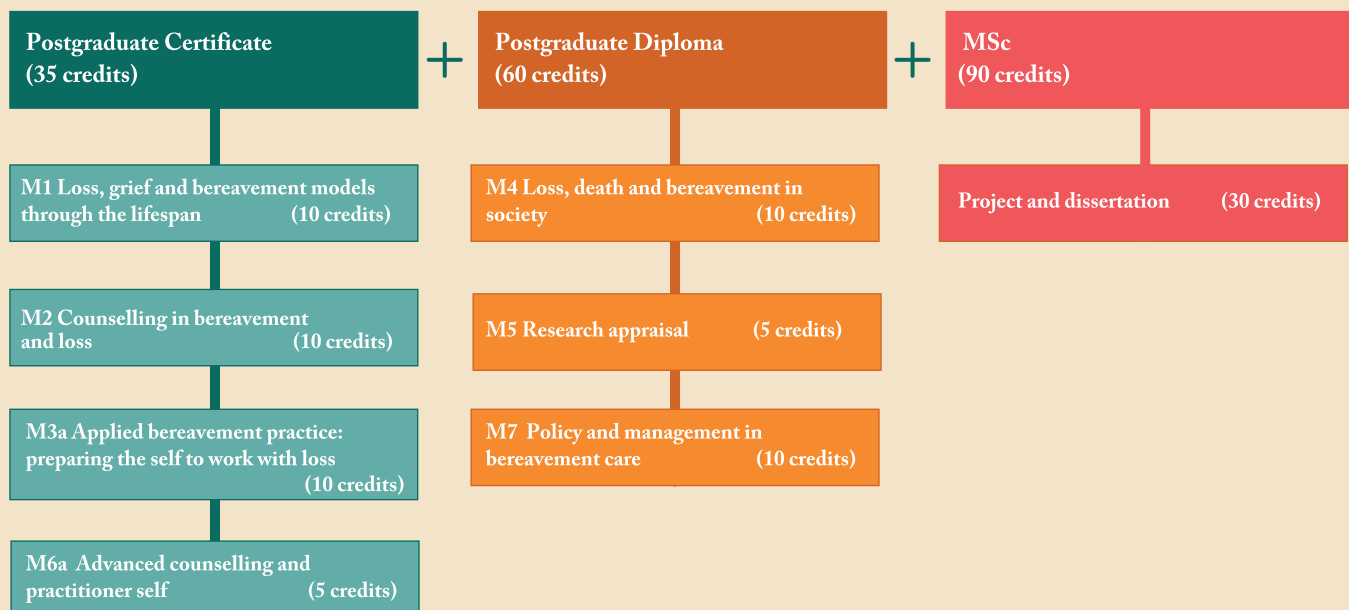 Postgraduate Certificate
(35 credits)
+
Postgraduate Diploma
(60 credits)
+
MSc
(90 credits)
M1 Loss, grief and bereavement models
through the lifespan (10 credits)
M2 Counselling in bereavement
and loss (10 credits)
M3a Applied bereavement practice:
preparing the self to work with loss
(10 credits)
M6a Advanced counselling and
practitioner self (5 credits)
M4 Loss, death and bereavement in
society (10 credits)
M5 Research appraisal (5 credits)
M7 Policy and management in
bereavement care (10 credits)
Project and dissertation (30 credits)